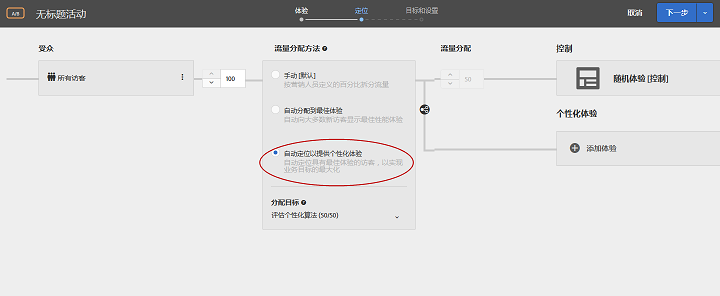 A/B
无标题活动
体验
定位
目标和设置
取消
下一步
受众
所有访客
100
流量分配方法
手动 [默认]
按营销人员定义的百分比拆分流量
自动分配到最佳体验
自动向大多数新访客显示最佳性能体验
自动定位以提供个性化体验
自动定位具有最佳体验的访客，以实现
业务目标的最大化
分配目标
评估个性化算法 (50/50)
流量分配
50
控制
随机体验 [控制]
个性化体验
添加体验